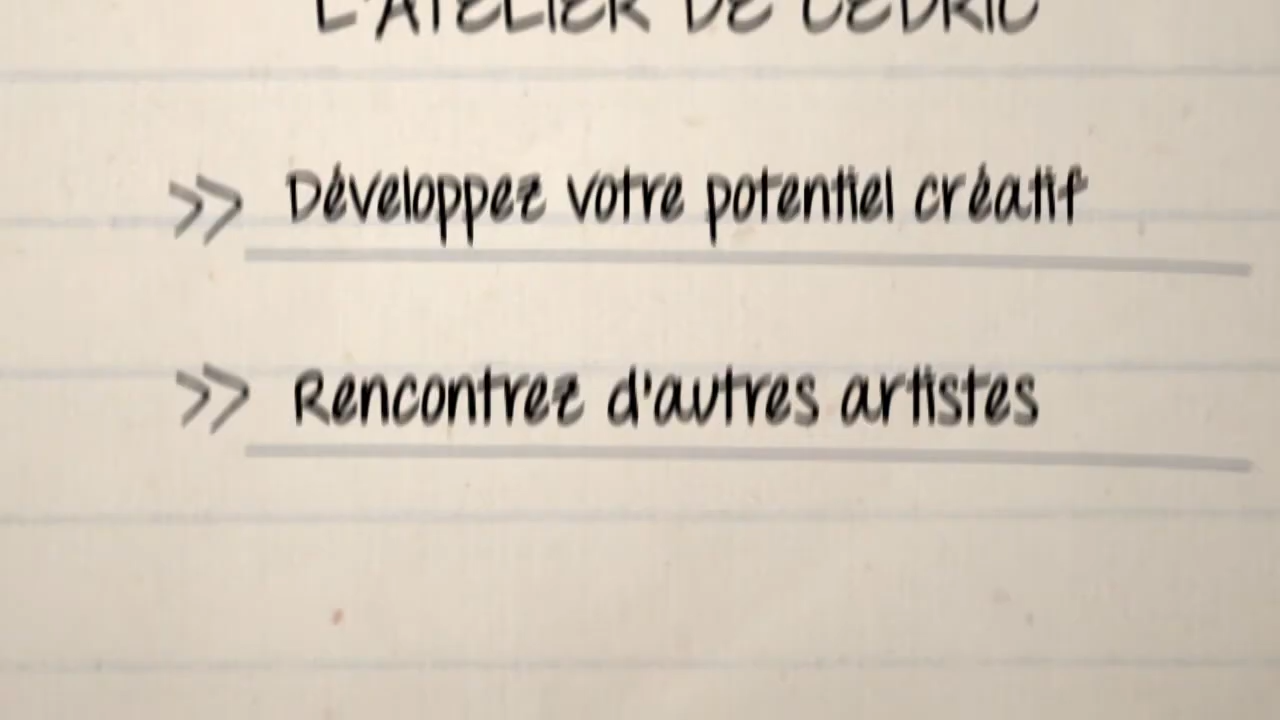 L'ATELIER DE CEDRIC
>> Développez votre potentiel créatif
>> Rencontrez d'autres artistes